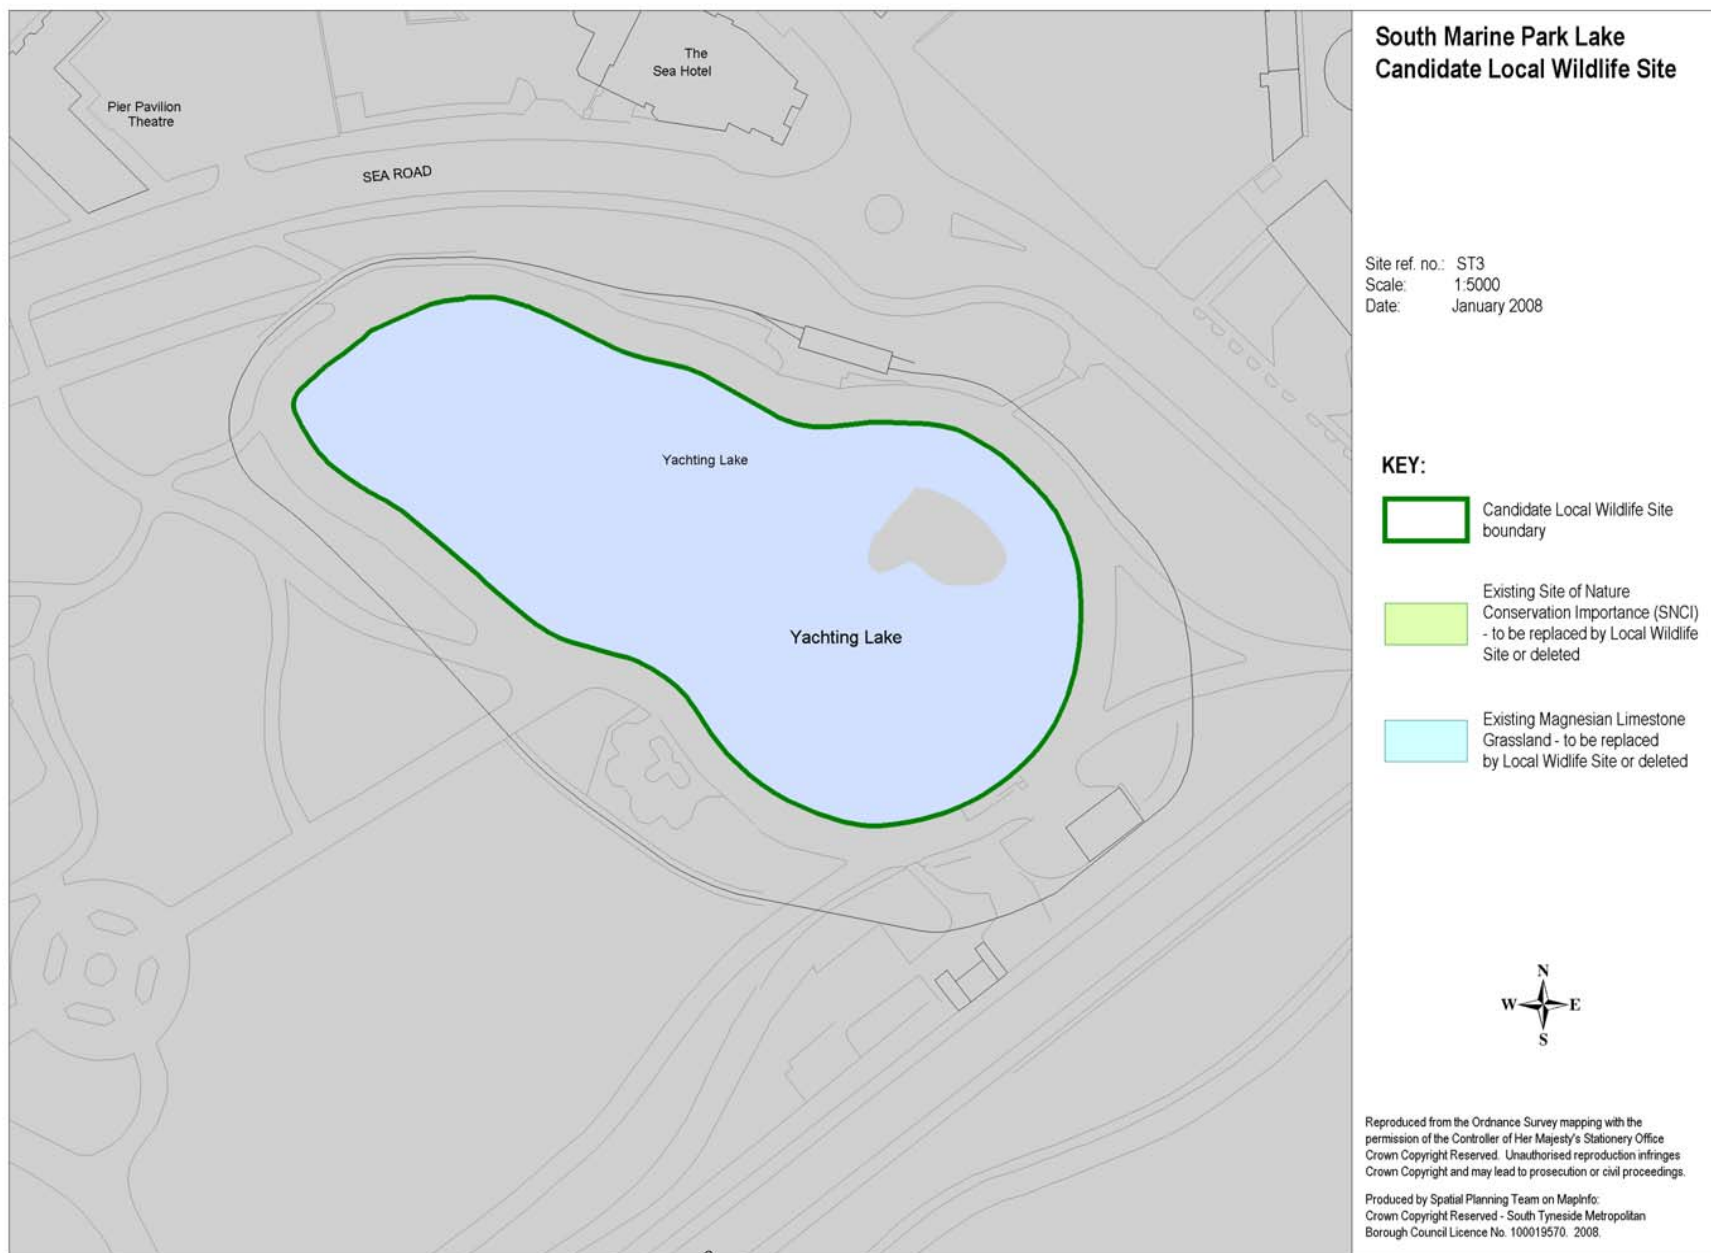 South Marine Park Lake
Candidate Local Wildlife Site
The
Sea Hotel
Pier Pavilion
Theatre
SEA ROAD
Yachting Lake
Yachting Lake
Site ref. no.: ST3
Scale: 1:5000
Date: January 2008
KEY:
Candidate Local Wildlife Site
boundary
Existing Site of Nature
Conservation Importance (SNCI)
- to be replaced by Local Wildlife
Site or deleted
Existing Magnesian Limestone
Grassland - to be replaced
by Local Widlife Site or deleted
N
W E
S
Reproduced from the Ordnance Survey mapping with the
permission of the Controller of Her Majesty's Stationery Office
Crown Copyright Reserved. Unauthorised reproduction infringes
Crown Copyright and may lead to prosecution or civil proceedings.
Produced by Spatial Planning Team on MapInfo:
Crown Copyright Reserved - South Tyneside Metropolitan
Borough Council Licence No. 100019570. 2008.